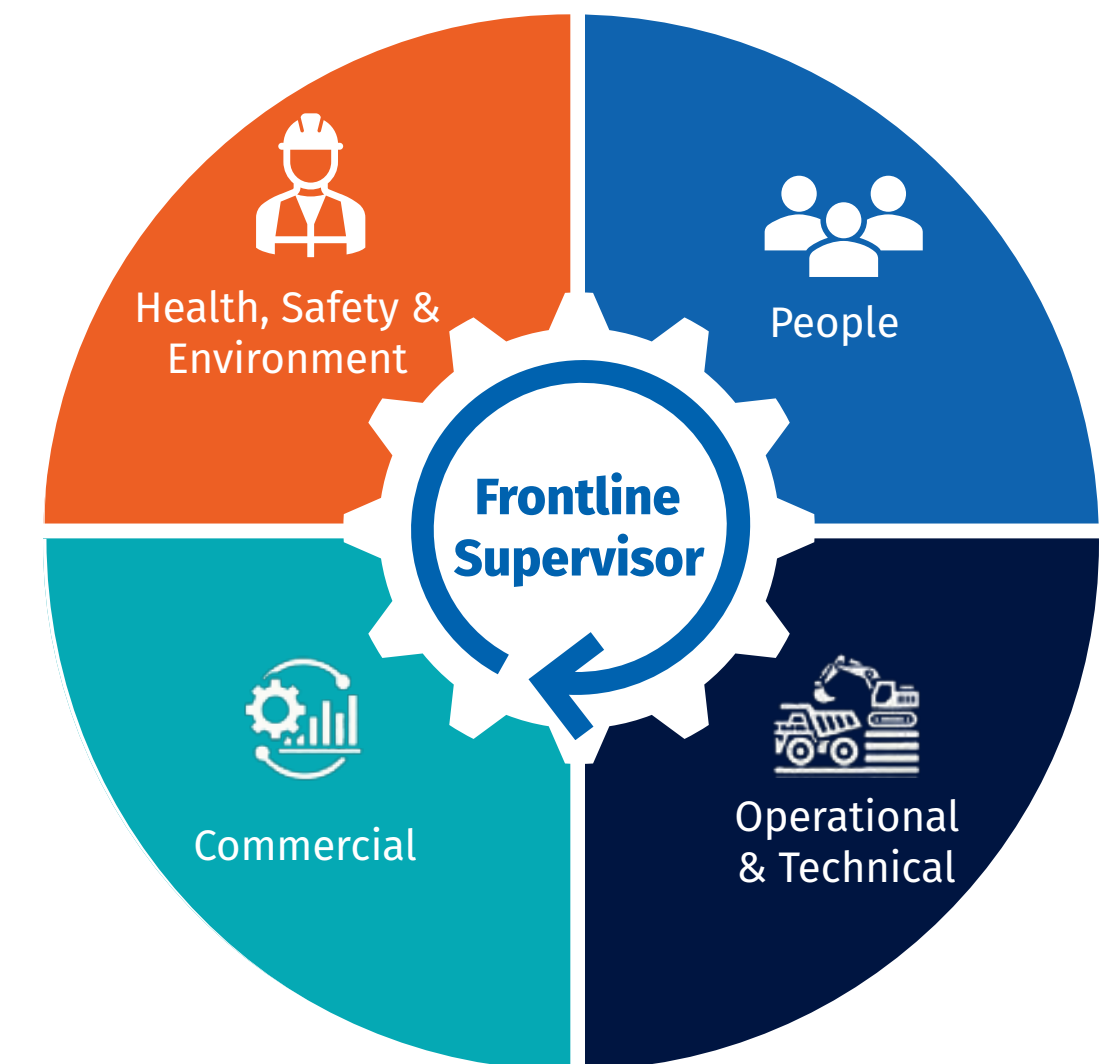 Health, Safety &
Environment
People
Frontline
Supervisor
Commercial
Operational
& Technical